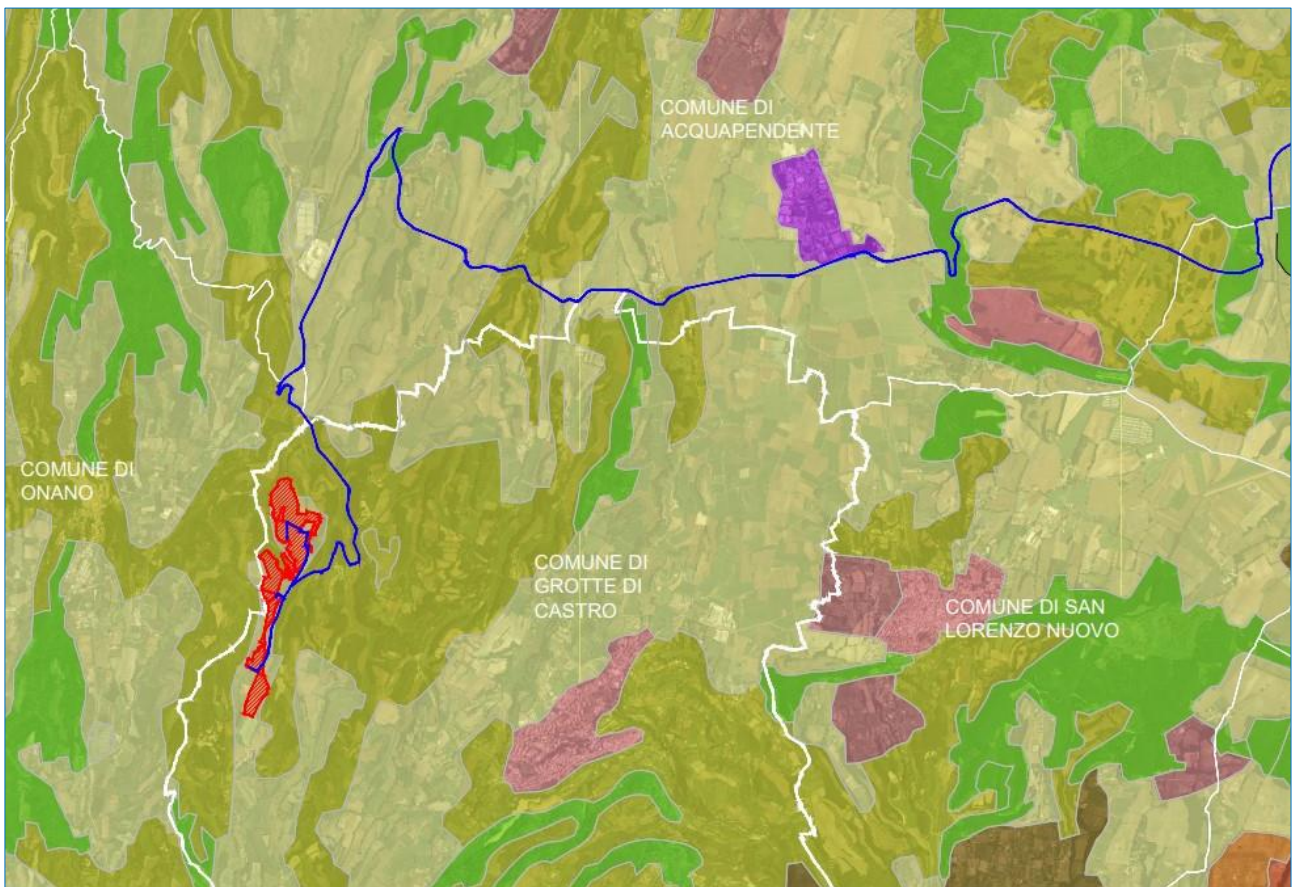 COMUNE DI
ACQUAPENDENTE
COMUNE DI
ONANO
COMUNE DI
GROTTE DI
CASTRO
COMUNE DI SAN
LORENZO NUOVO